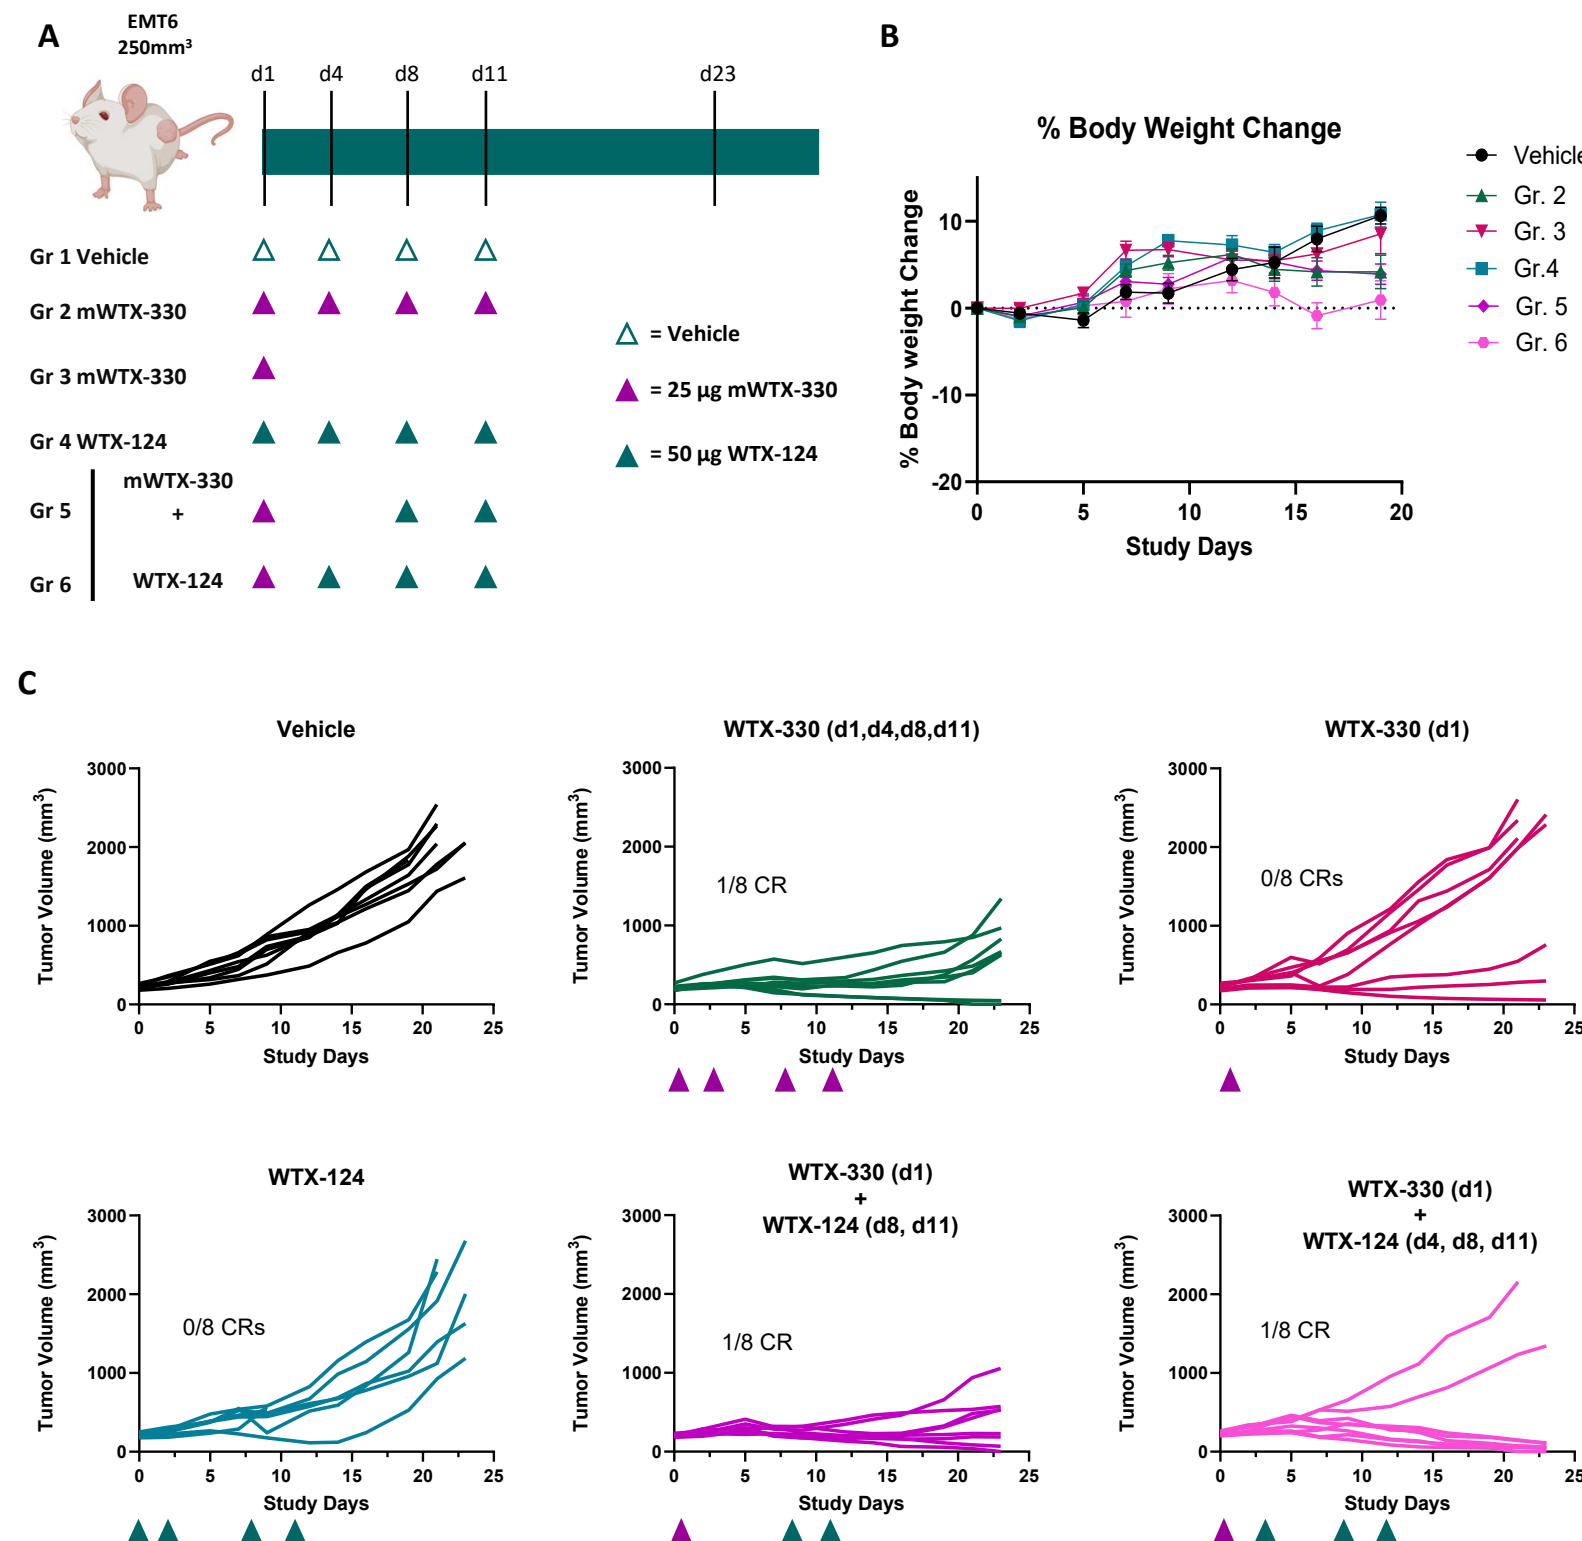 A
EMT6
250mm³
d1 d4 d8 d11 d23
Gr 1 Vehicle
Gr 2 mWTX-330
Gr 3 mWTX-330
Gr 4 WTX-124
mWTX-330
Gr 5 +
Gr 6 WTX-124
= Vehicle
= 25 µg mWTX-330
= 50 µg WTX-124
B
% Body Weight Change
% Body weight Change
10
0
-10
-20
0 5 10 15 20
Study Days
Vehicle
Gr. 2
Gr. 3
Gr.4
Gr. 5
Gr. 6
C
Vehicle
Tumor Volume (mm³)
3000
2000
1000
0
0 5 10 15 20 25
Study Days
WTX-330 (d1,d4,d8,d11)
Tumor Volume (mm³)
3000
2000
1000
0
1/8 CR
0 5 10 15 20 25
Study Days
WTX-330 (d1)
Tumor Volume (mm³)
3000
2000
1000
0
0/8 CRs
0 5 10 15 20 25
Study Days
WTX-124
Tumor Volume (mm³)
3000
2000
1000
0
0/8 CRs
0 5 10 15 20 25
Study Days
WTX-330 (d1)
+
WTX-124 (d8, d11)
Tumor Volume (mm³)
3000
2000
1000
0
1/8 CR
0 5 10 15 20 25
Study Days
WTX-330 (d1)
+
WTX-124 (d4, d8, d11)
Tumor Volume (mm³)
3000
2000
1000
0
1/8 CR
0 5 10 15 20 25
Study Days